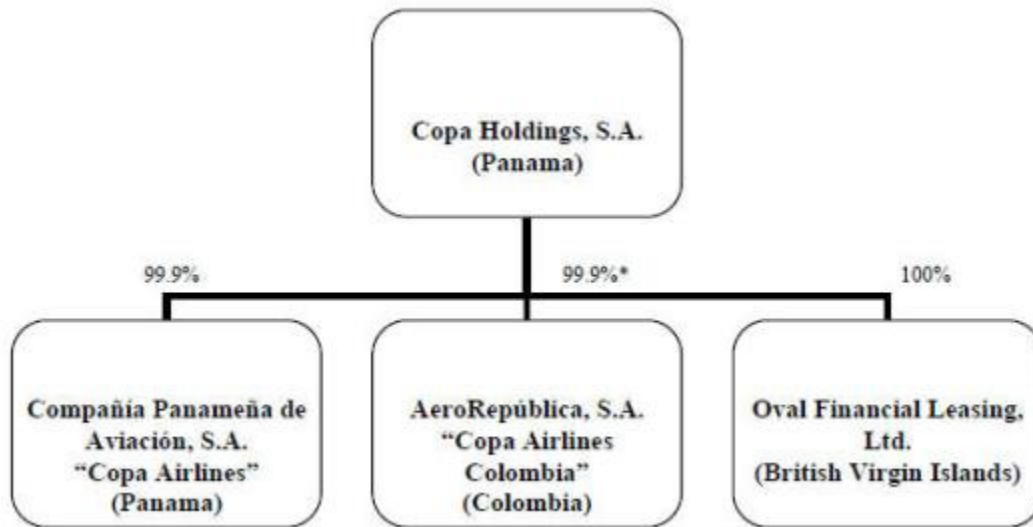 Copa Holdings, S.A.
(Panama)
99.9%
99.9%*
100%
Compañía Panameña de
Aviación, S.A.
“Copa Airlines”
(Panama)
AeroRepública, S.A.
“Copa Airlines
Colombia”
(Colombia)
Oval Financial Leasing,
Ltd.
(British Virgin Islands)